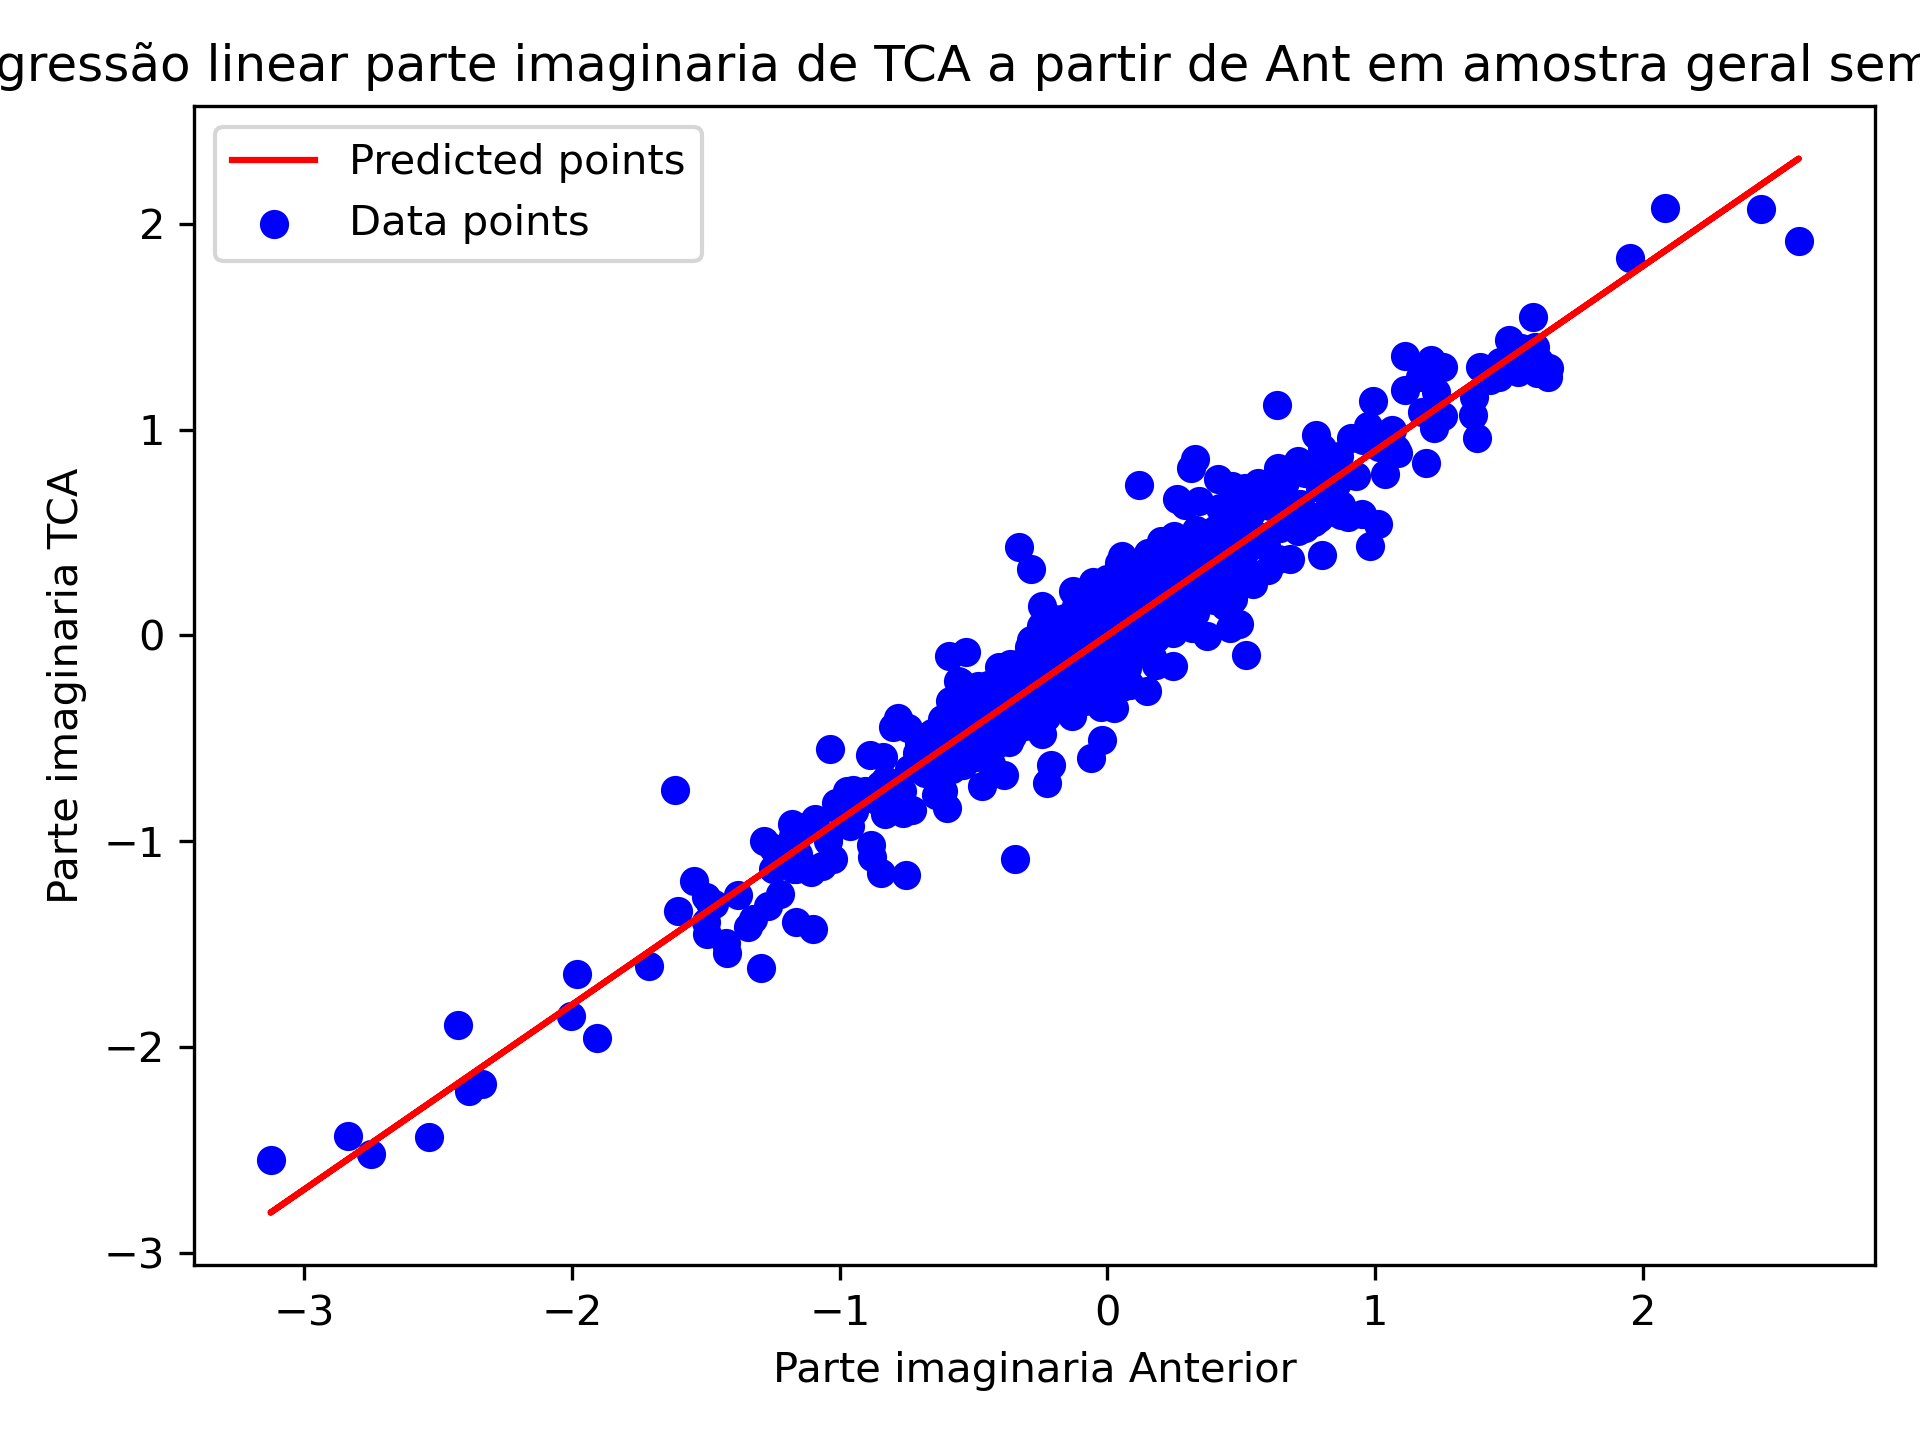 gressão linear parte imaginaria de TCA a partir de Ant em amostra geral sem
Predicted points
Data points
2
1
0
−1
−2
−3
Parte imaginaria TCA
−3 −2 −1 0 1 2
Parte imaginaria Anterior